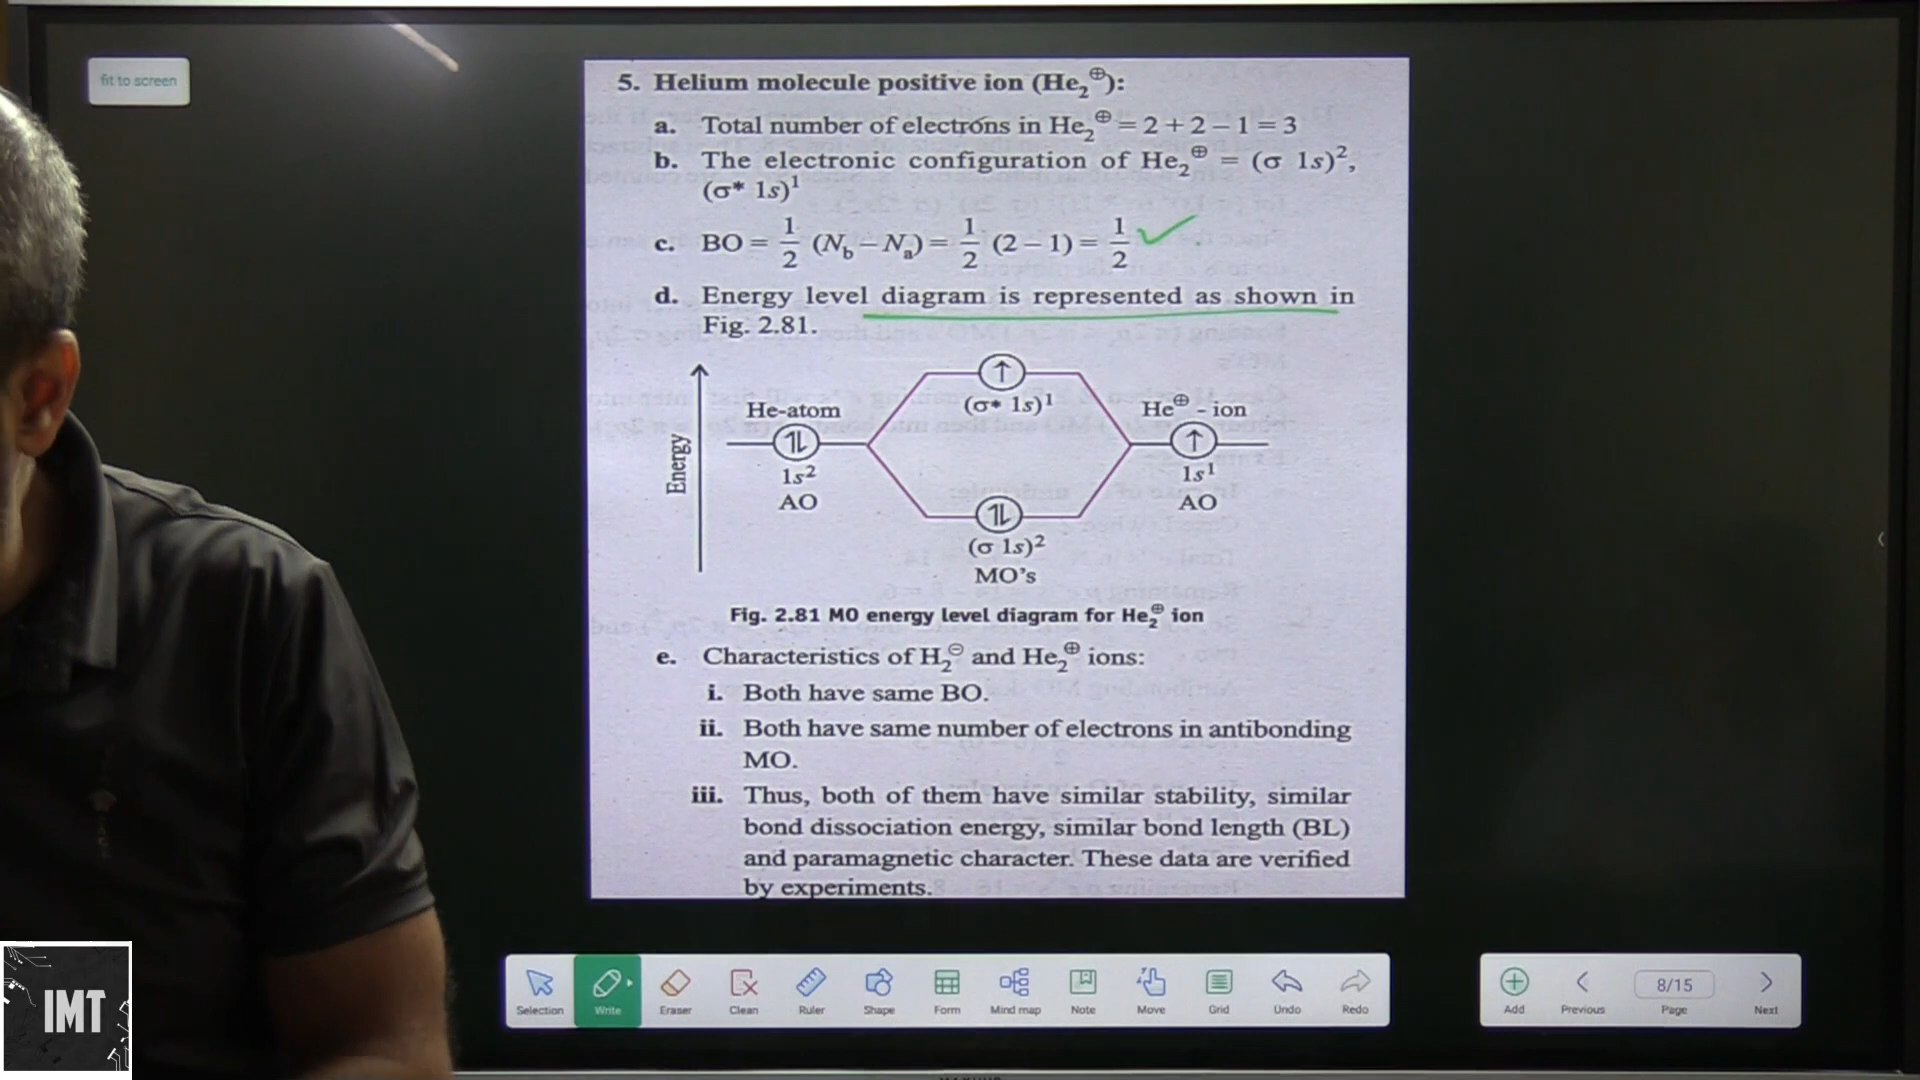 fit to screen
5. Helium molecule positive ion (He₂⊕):
a. Total number of electrons in He₂⊕ = 2 + 2 – 1 = 3
b. The electronic configuration of He₂⊕ = (σ 1s)²,
(σ* 1s)¹
c. BO = 1/2 (N_b – N_a) = 1/2 (2 – 1) = 1/2
d. Energy level diagram is represented as shown in
Fig. 2.81.
Energy
He-atom
1s²
AO
(σ* 1s)¹
(σ 1s)²
MO's
He⊕ - ion
1s¹
AO
Fig. 2.81 MO energy level diagram for He₂⊕ ion
e. Characteristics of H₂⊖ and He₂⊕ ions:
i. Both have same BO.
ii. Both have same number of electrons in antibonding
MO.
iii. Thus, both of them have similar stability, similar
bond dissociation energy, similar bond length (BL)
and paramagnetic character. These data are verified
by experiments.
Selection Write Eraser Clean Ruler Shape Form Mind map Note Move Grid Undo Redo
Add Previous 8/15 Page Next
IMT